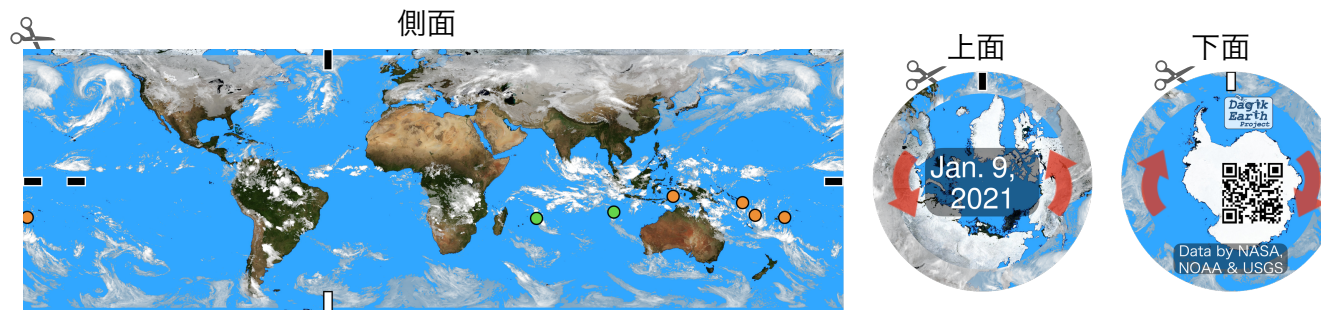 側面
上面
下面
Jan. 9,
2021
Dagik
Earth
Project
Data by NASA,
NOAA & USGS